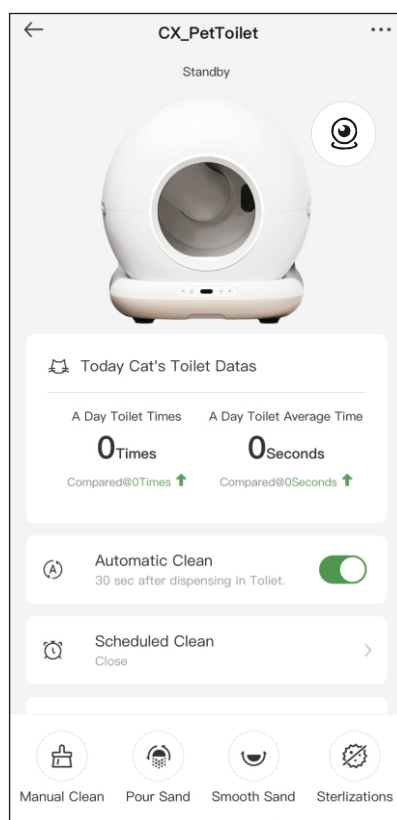 CX_PetToilet
Standby
Today Cat's Toilet Datas
A Day Toilet Times
A Day Toilet Average Time
0Times
0Seconds
Compared@0Times
Compared@0Seconds
Automatic Clean
30 sec after dispensing in Toliet.
Scheduled Clean
Close
Manual Clean
Pour Sand
Smooth Sand
Sterlizations